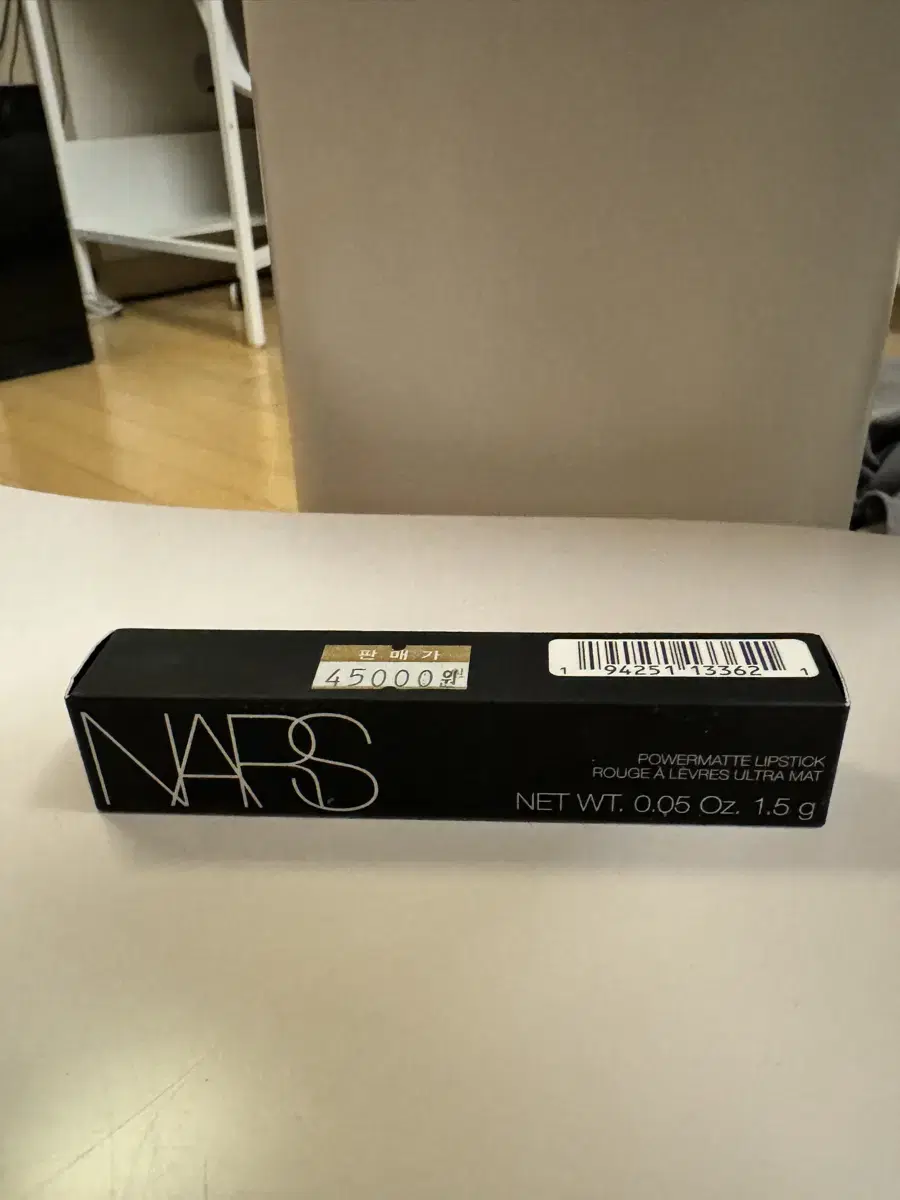 판 매 가
45000원
1 94251 13362 1
NARS
POWERMATTE LIPSTICK
ROUGE À LÈVRES ULTRA MAT
NET WT. 0.05 Oz. 1.5 g